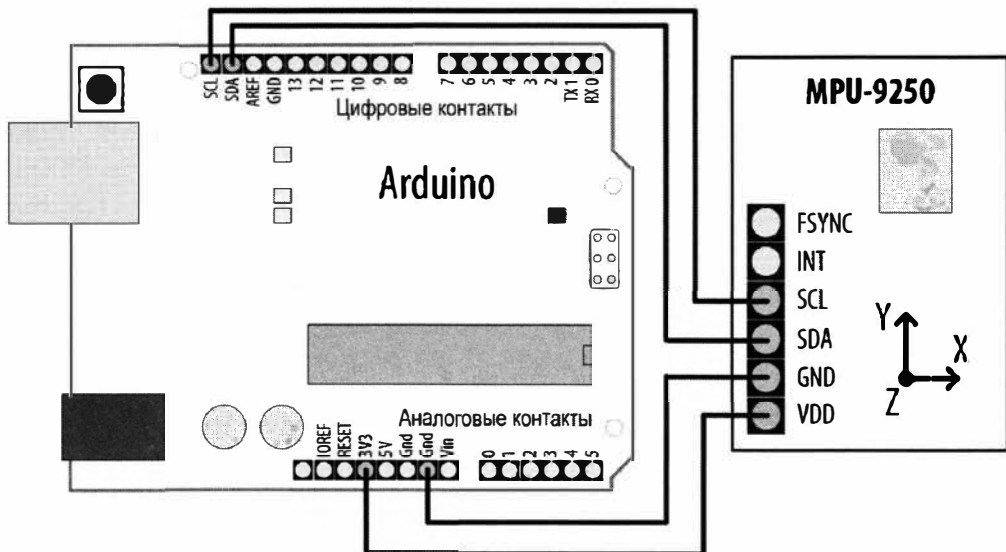 SCL SDA AREF GND 13 12 11 10 9 8 7 6 5 4 3 2 TX 1 RX 0
Цифровые контакты
Arduino
Аналоговые контакты
IOREF RESET 3V3 5V Gnd Gnd Vin 0 1 2 3 4 5
MPU-9250
FSYNC
INT
SCL
SDA
GND
VDD
Y
X
Z